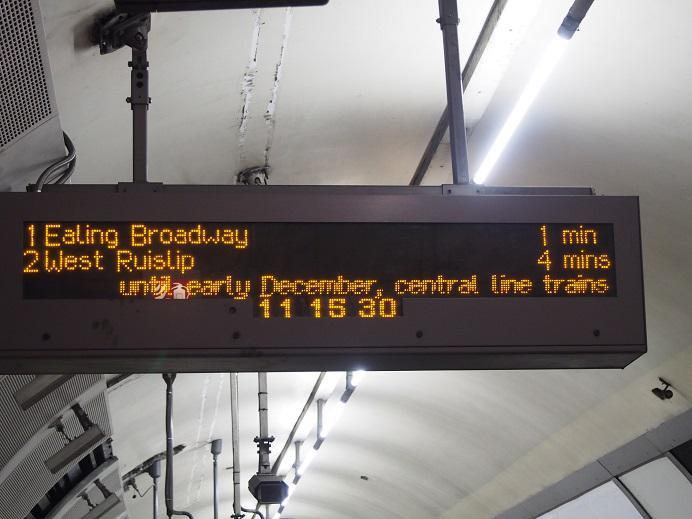 1 Ealing Broadway 1 min
2 West Ruislip 4 mins
until early December, central line trains
11 15 30